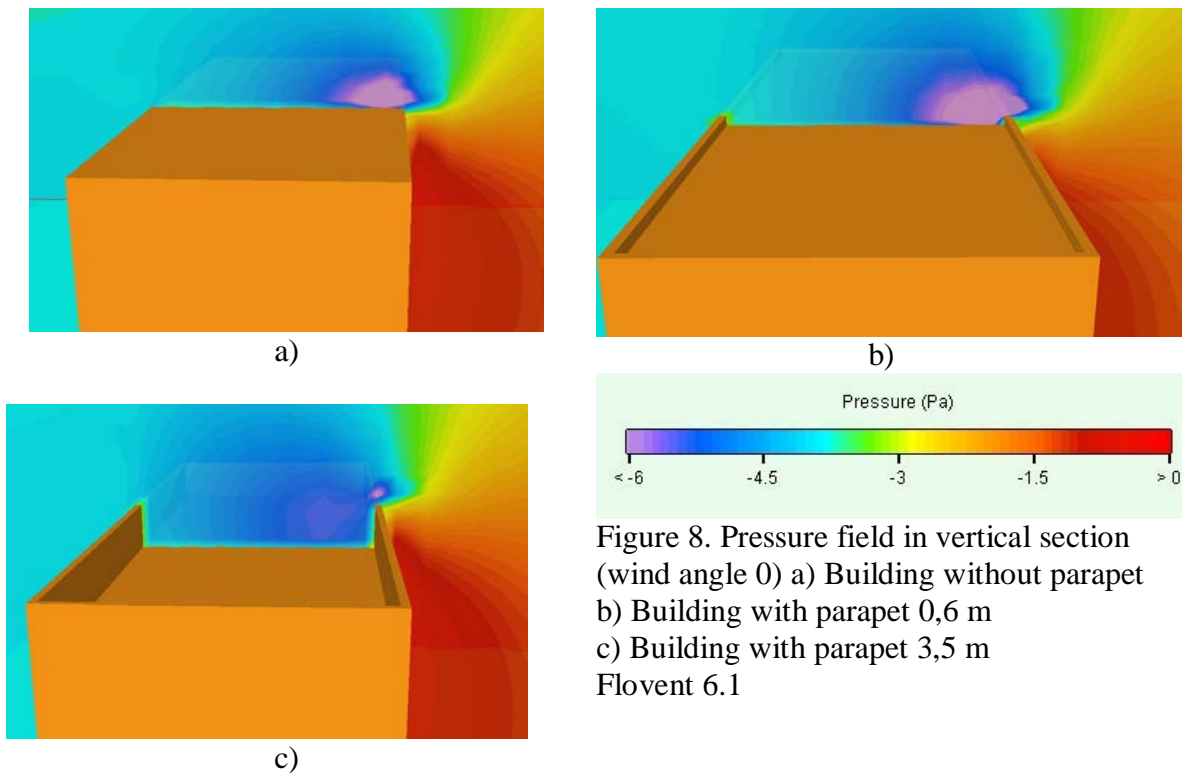 a)
b)
Pressure (Pa)
< -6 -4.5 -3 -1.5 > 0
Figure 8. Pressure field in vertical section
(wind angle 0) a) Building without parapet
b) Building with parapet 0,6 m
c) Building with parapet 3,5 m
Flovent 6.1
c)